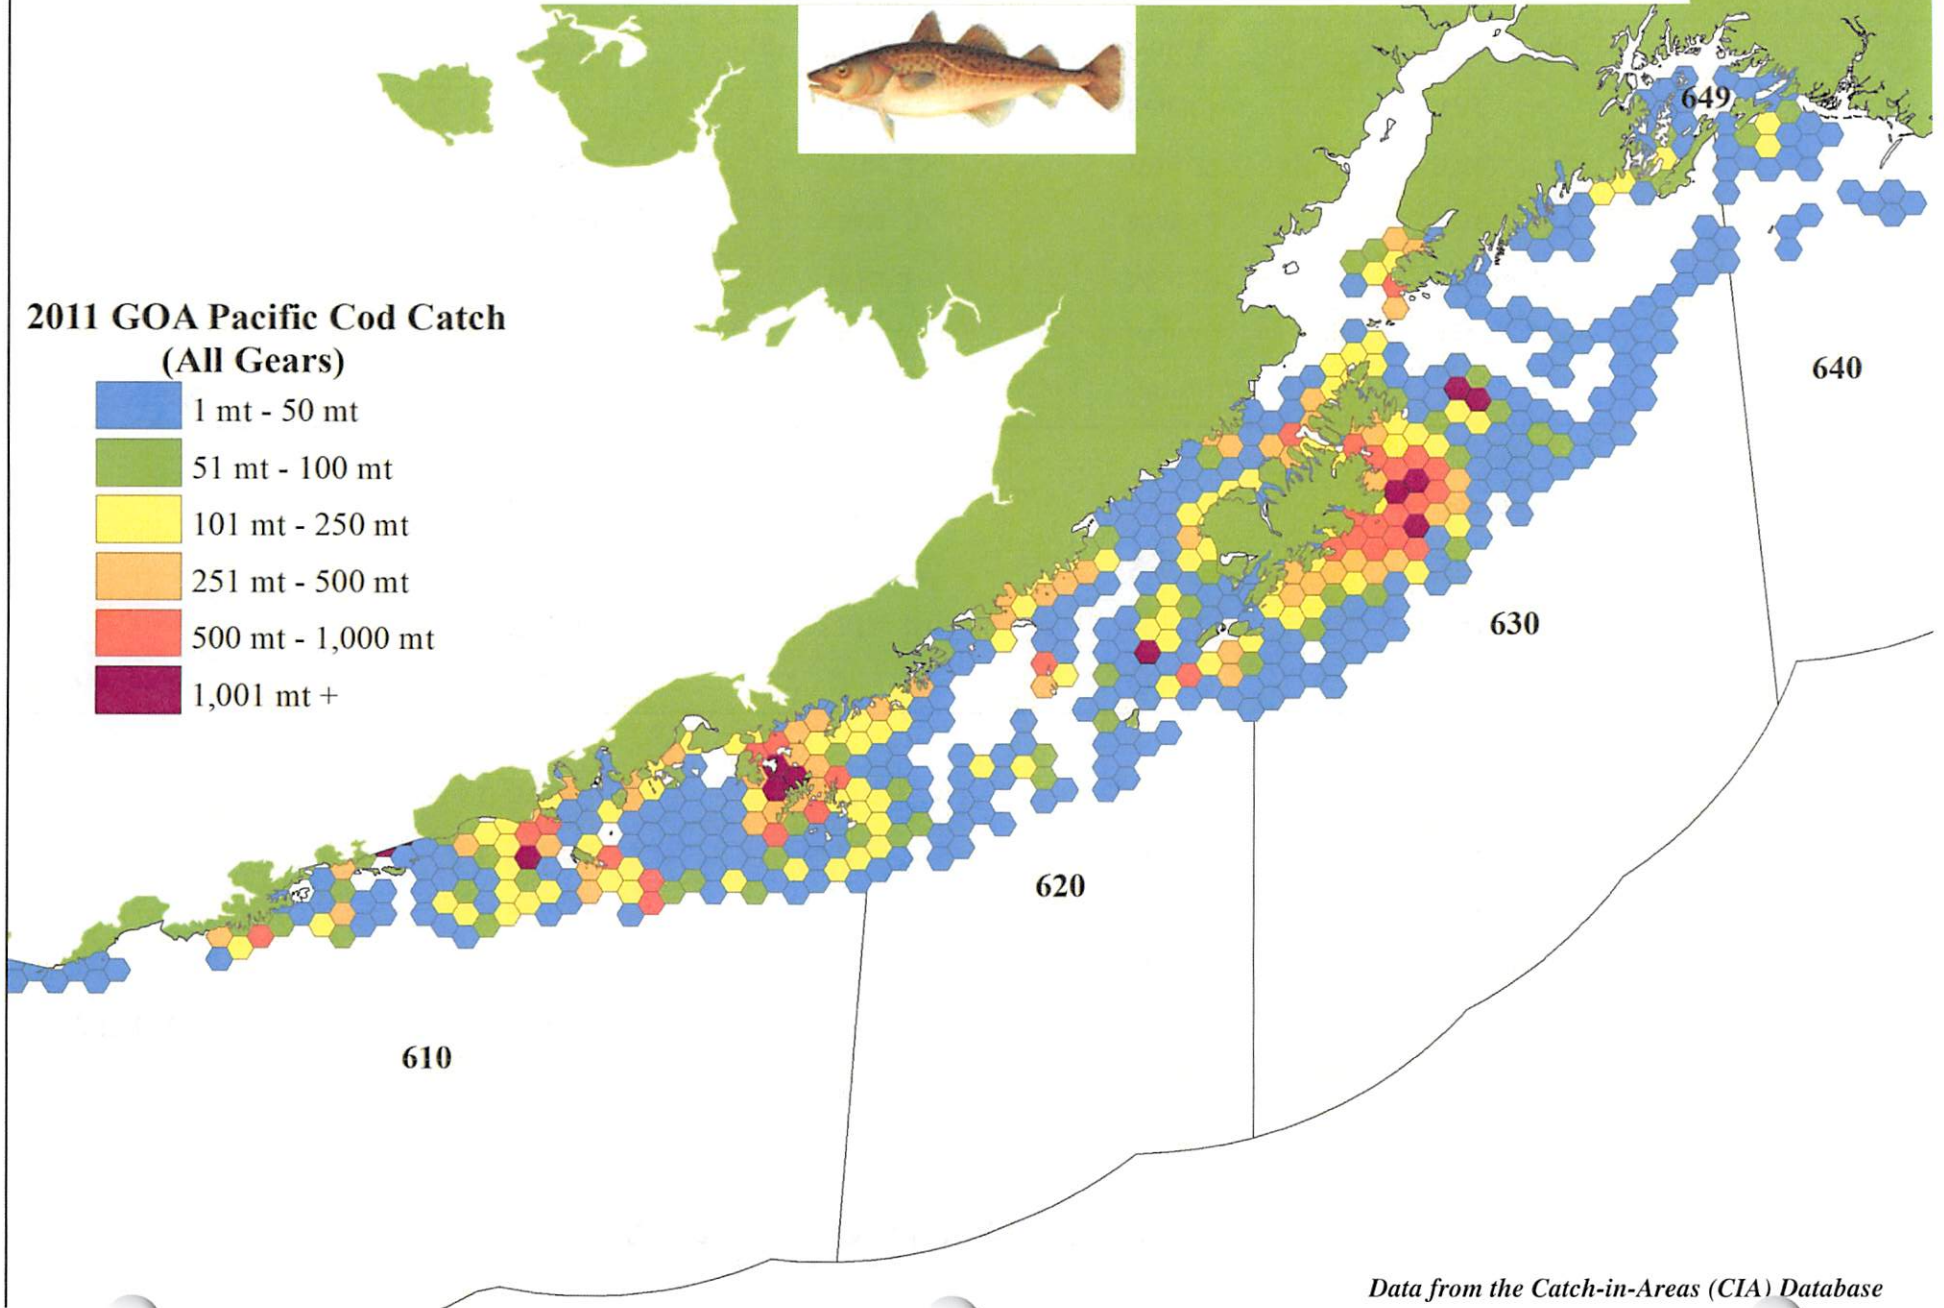 649
2011 GOA Pacific Cod Catch
(All Gears)
1 mt - 50 mt
51 mt - 100 mt
101 mt - 250 mt
251 mt - 500 mt
500 mt - 1,000 mt
1,001 mt +
640
630
620
610
Data from the Catch-in-Areas (CIA) Database